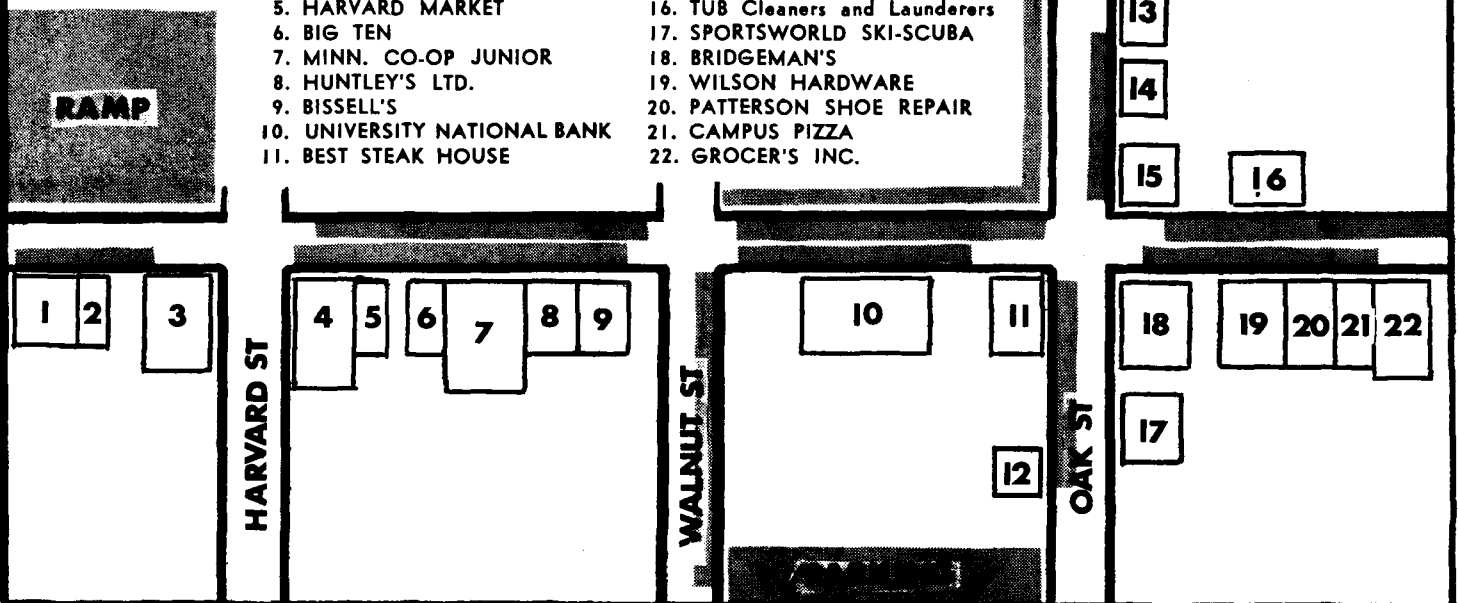 5. HARVARD MARKET
6. BIG TEN
7. MINN. CO-OP JUNIOR
8. HUNTLEY'S LTD.
9. BISSELL'S
10. UNIVERSITY NATIONAL BANK
11. BEST STEAK HOUSE
16. TUB Cleaners and Launderers
17. SPORTSWORLD SKI-SCUBA
18. BRIDGEMAN'S
19. WILSON HARDWARE
20. PATTERSON SHOE REPAIR
21. CAMPUS PIZZA
22. GROCER'S INC.
RAMP
13
14
15
16
1
2
3
HARVARD ST
4
5
6
7
8
9
WALNUT ST
10
11
12
OAK ST
18
19
20
21
22
17